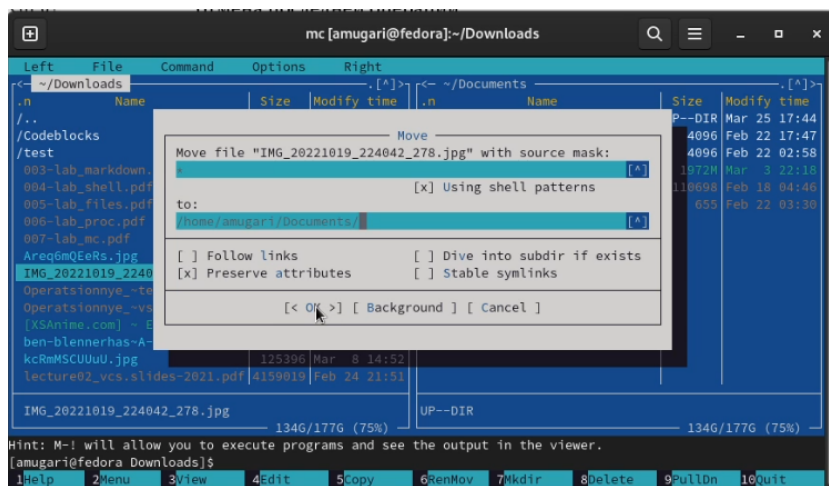 mc [amugari@fedora]:~/Downloads
Left File Command Options Right
<─ ~/Downloads .[^]> <─ ~/Documents .[^]>
.n Name Size Modify time .n Name Size Modify time
/.. P--DIR Mar 25 17:44
/Codeblocks Move 4096 Feb 22 17:47
/test Move file "IMG_20221019_224042_278.jpg" with source mask: 4096 Feb 22 02:58
003-lab_markdown. [^] 1972M Mar 3 22:18
004-lab_shell.pdf [x] Using shell patterns 110698 Feb 18 04:46
005-lab_files.pdf to: 655 Feb 22 03:30
006-lab_proc.pdf /home/amugari/Documents/ [^]
007-lab_mc.pdf
Areq6mQEeRs.jpg [ ] Follow links [ ] Dive into subdir if exists
IMG_20221019_2240 [x] Preserve attributes [ ] Stable symlinks
Operatsionnye_~te
Operatsionnye_~vs [< OK >] [ Background ] [ Cancel ]
[XSAnime.com] ~ E
ben-blennerhas~A-
kcRmMSCUUuU.jpg 125396 Mar 8 14:52
lecture02_vcs.slides-2021.pdf 4159019 Feb 24 21:51
IMG_20221019_224042_278.jpg UP--DIR
134G/177G (75%) 134G/177G (75%)
Hint: M-! will allow you to execute programs and see the output in the viewer.
[amugari@fedora Downloads]$
1Help 2Menu 3View 4Edit 5Copy 6RenMov 7Mkdir 8Delete 9PullDn 10Quit